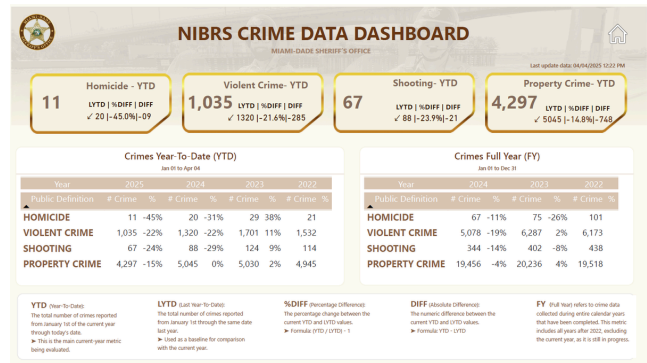 NIBRS CRIME DATA DASHBOARD
MIAMI-DADE SHERIFF'S OFFICE
Last update data: 04/04/2025 12:22 PM
Homicide - YTD
11
LYTD | %DIFF | DIFF
↙ 20 |-45.0%|-09
Violent Crime- YTD
1,035 LYTD | %DIFF | DIFF
↙ 1320 |-21.6%|-285
Shooting- YTD
67
LYTD | %DIFF | DIFF
↙ 88 |-23.9%|-21
Property Crime- YTD
4,297 LYTD | %DIFF | DIFF
↙ 5045 |-14.8%|-748
Crimes Year-To-Date (YTD)
Jan 01 to Apr 04
Year 2025 2024 2023 2022
Public Definition # Crime % # Crime % # Crime % # Crime %
HOMICIDE 11 -45% 20 -31% 29 38% 21
VIOLENT CRIME 1,035 -22% 1,320 -22% 1,701 11% 1,532
SHOOTING 67 -24% 88 -29% 124 9% 114
PROPERTY CRIME 4,297 -15% 5,045 0% 5,030 2% 4,945
Crimes Full Year (FY)
Jan 01 to Dec 31
Year 2024 2023 2022
Public Definition # Crime % # Crime % # Crime %
HOMICIDE 67 -11% 75 -26% 101
VIOLENT CRIME 5,078 -19% 6,287 2% 6,173
SHOOTING 344 -14% 402 -8% 438
PROPERTY CRIME 19,456 -4% 20,236 4% 19,518
YTD (Year-To-Date):
The total number of crimes reported
from January 1st of the current year
through today's date.
➤ This is the main current-year metric
being evaluated.
LYTD (Last Year-To-Date):
The total number of crimes reported
from January 1st through the same date
last year.
➤ Used as a baseline for comparison
with the current year.
%DIFF (Percentage Difference):
The percentage change between the
current YTD and LYTD values.
➤ Formula: (YTD / LYTD) - 1
DIFF (Absolute Difference):
The numeric difference between the
current YTD and LYTD values.
➤ Formula: YTD - LYTD
FY (Full Year) refers to crime data
collected during entire calendar years
that have been completed. This metric
includes all years after 2022, excluding
the current year, as it is still in progress.